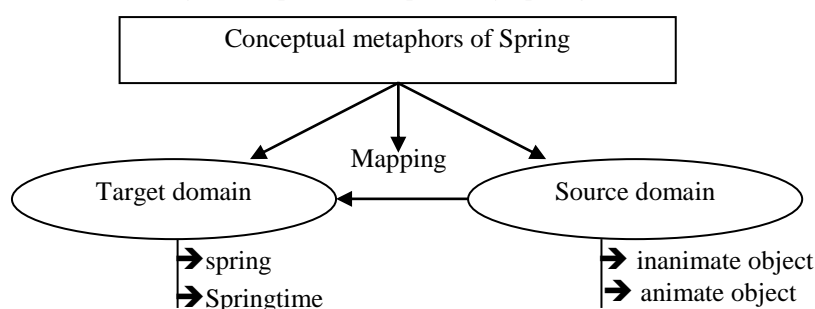 Conceptual metaphors of Spring
Mapping
Target domain
Source domain
➔ spring
➔ inanimate object
➔ Springtime
➔ animate object